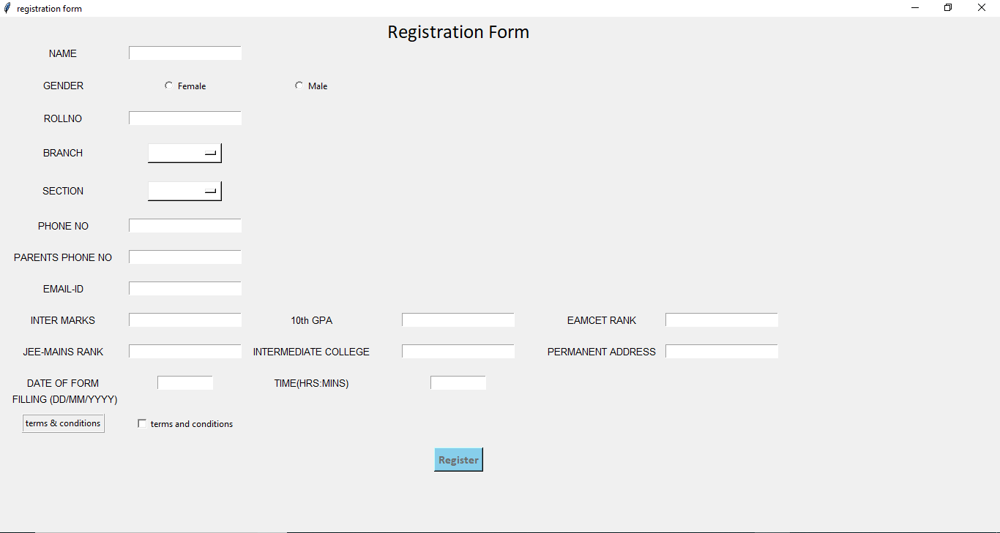 registration form
Registration Form
NAME
GENDER Female Male
ROLLNO
BRANCH
SECTION
PHONE NO
PARENTS PHONE NO
EMAIL-ID
INTER MARKS 10th GPA EAMCET RANK
JEE-MAINS RANK INTERMEDIATE COLLEGE PERMANENT ADDRESS
DATE OF FORM TIME(HRS:MINS)
FILLING (DD/MM/YYYY)
terms & conditions terms and conditions
Register